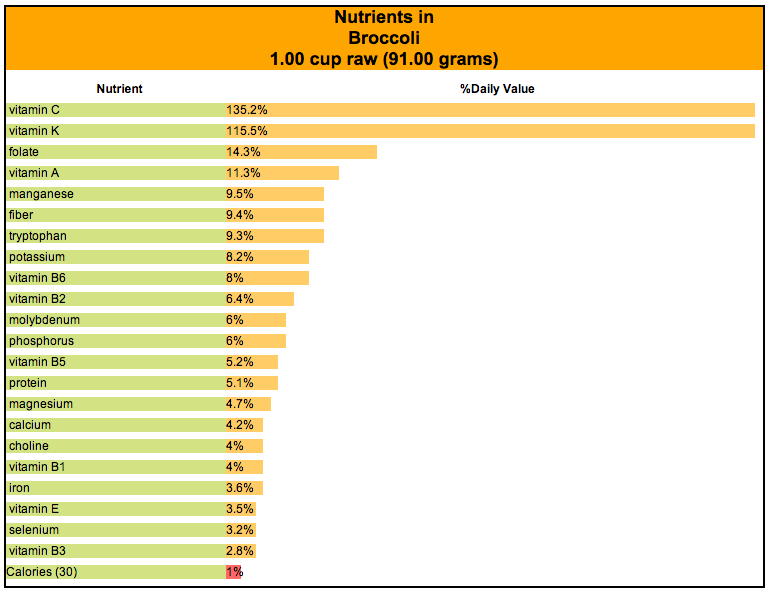 Nutrients in
Broccoli
1.00 cup raw (91.00 grams)
Nutrient %Daily Value
vitamin C 135.2%
vitamin K 115.5%
folate 14.3%
vitamin A 11.3%
manganese 9.5%
fiber 9.4%
tryptophan 9.3%
potassium 8.2%
vitamin B6 8%
vitamin B2 6.4%
molybdenum 6%
phosphorus 6%
vitamin B5 5.2%
protein 5.1%
magnesium 4.7%
calcium 4.2%
choline 4%
vitamin B1 4%
iron 3.6%
vitamin E 3.5%
selenium 3.2%
vitamin B3 2.8%
Calories (30) 1%